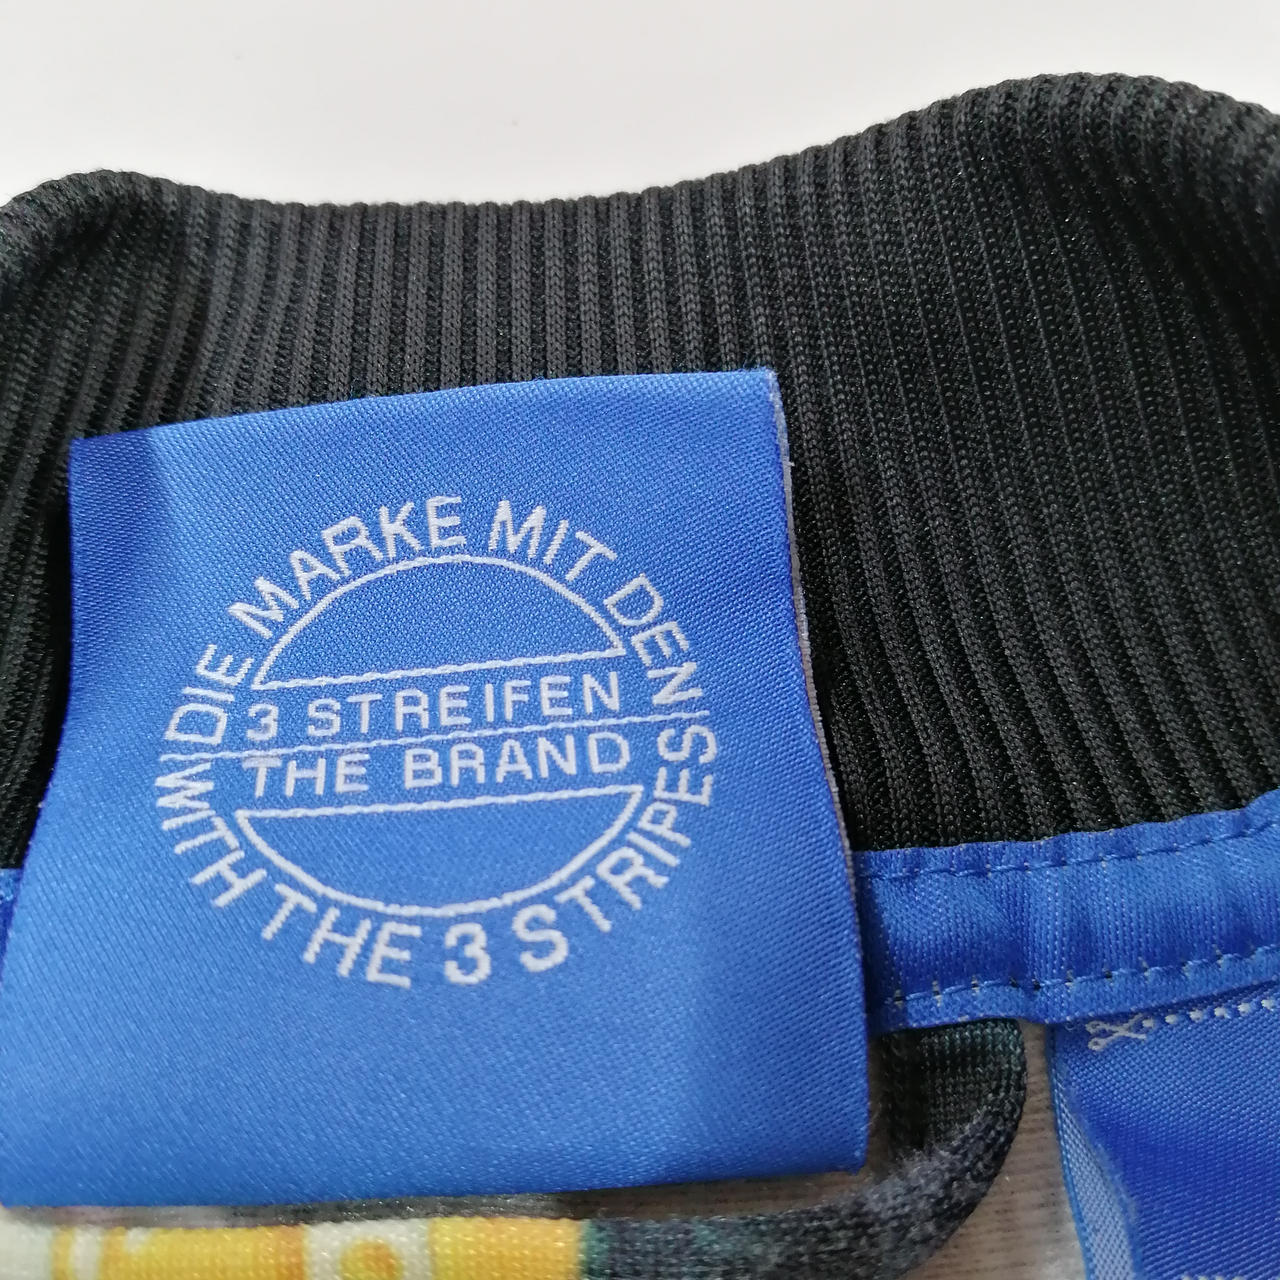 DIE MARKE MIT DEN
3 STREIFEN
THE BRAND
WITH THE 3 STRIPES